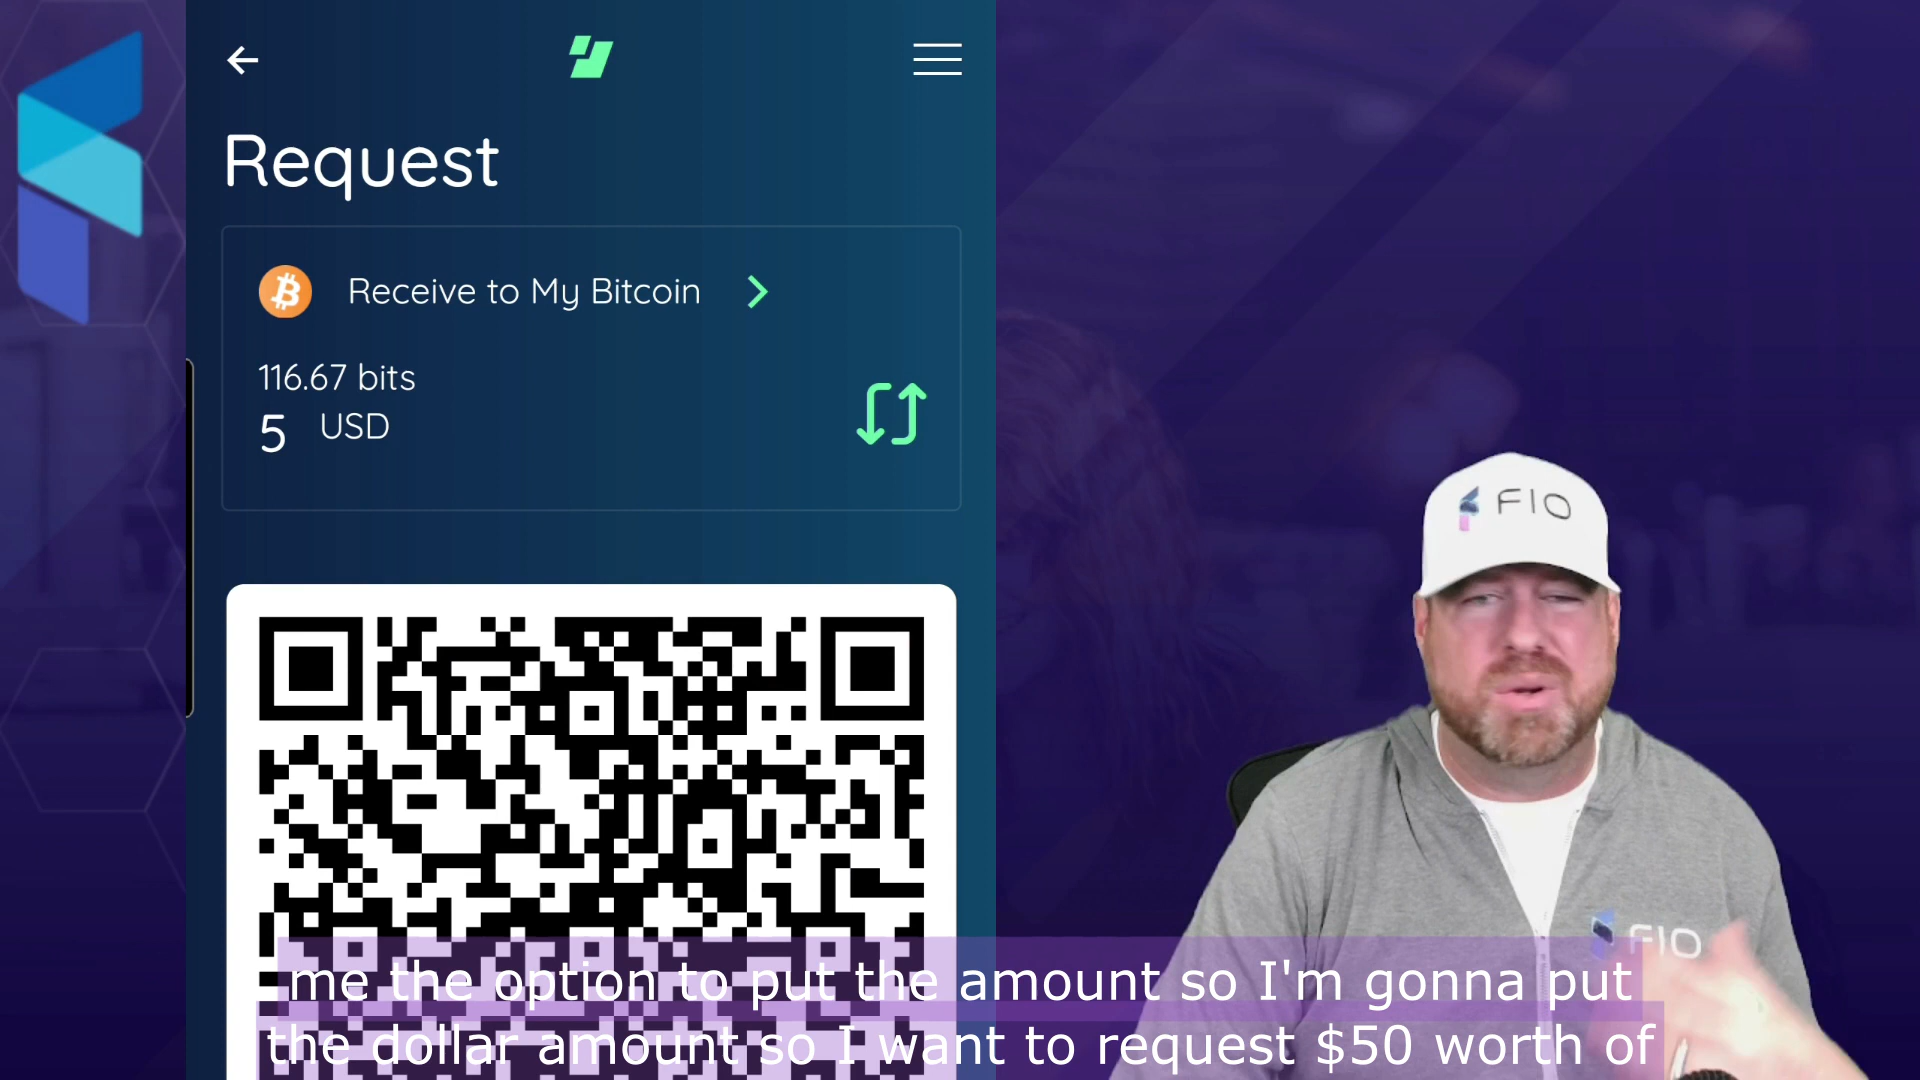 Request
Receive to My Bitcoin
116.67 bits
5 USD
FIO
FIO
me the option to put the amount so I'm gonna put
the dollar amount so I want to request $50 worth of